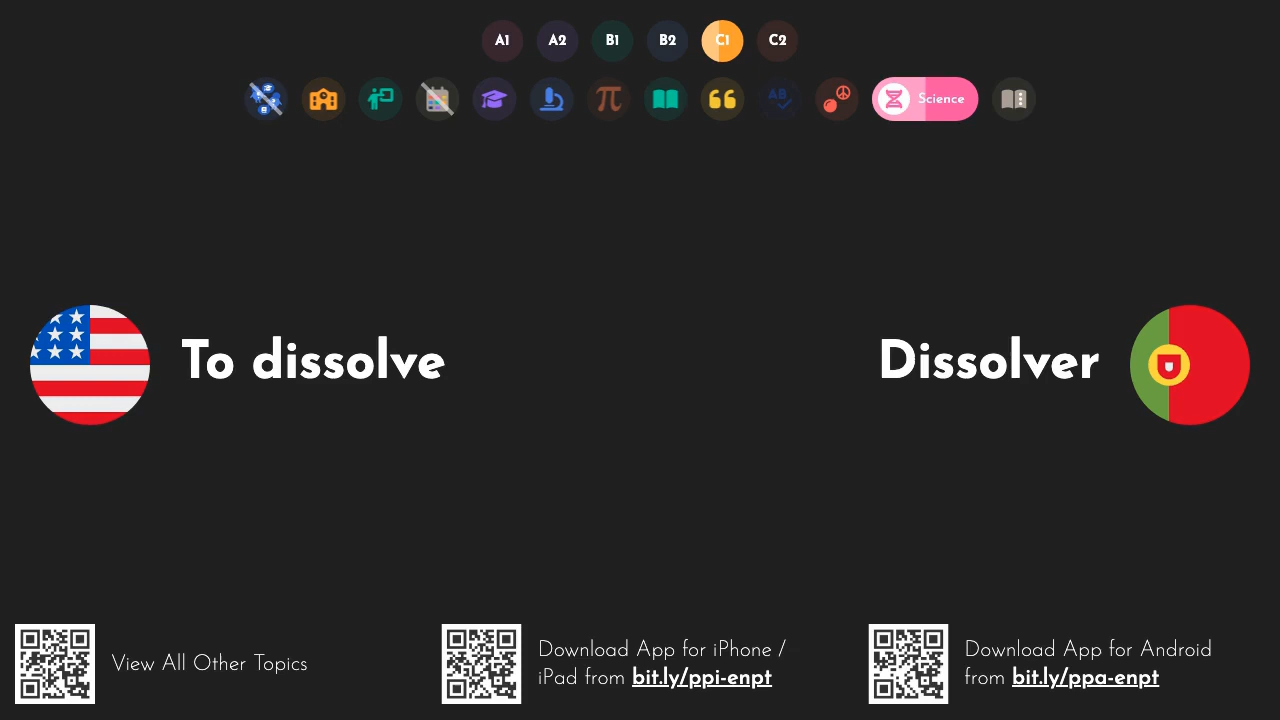 A1 A2 B1 B2 C1 C2
AB Science
To dissolve
Dissolver
View All Other Topics
Download App for iPhone /
iPad from bit.ly/ppi-enpt
Download App for Android
from bit.ly/ppa-enpt